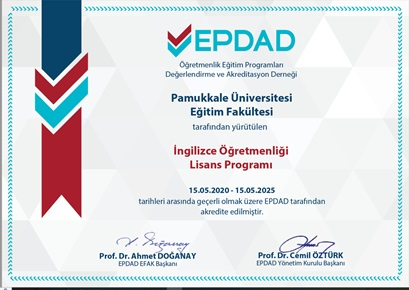 EPDAD
Öğretmenlik Eğitim Programları
Değerlendirme ve Akreditasyon Derneği
Pamukkale Üniversitesi
Eğitim Fakültesi
tarafından yürütülen
İngilizce Öğretmenliği
Lisans Programı
15.05.2020 - 15.05.2025
tarihleri arasında geçerli olmak üzere EPDAD tarafından
akredite edilmiştir.
Prof. Dr. Ahmet DOĞANAY
EPDAD EFAK Başkanı
Prof. Dr. Cemil ÖZTÜRK
EPDAD Yönetim Kurulu Başkanı